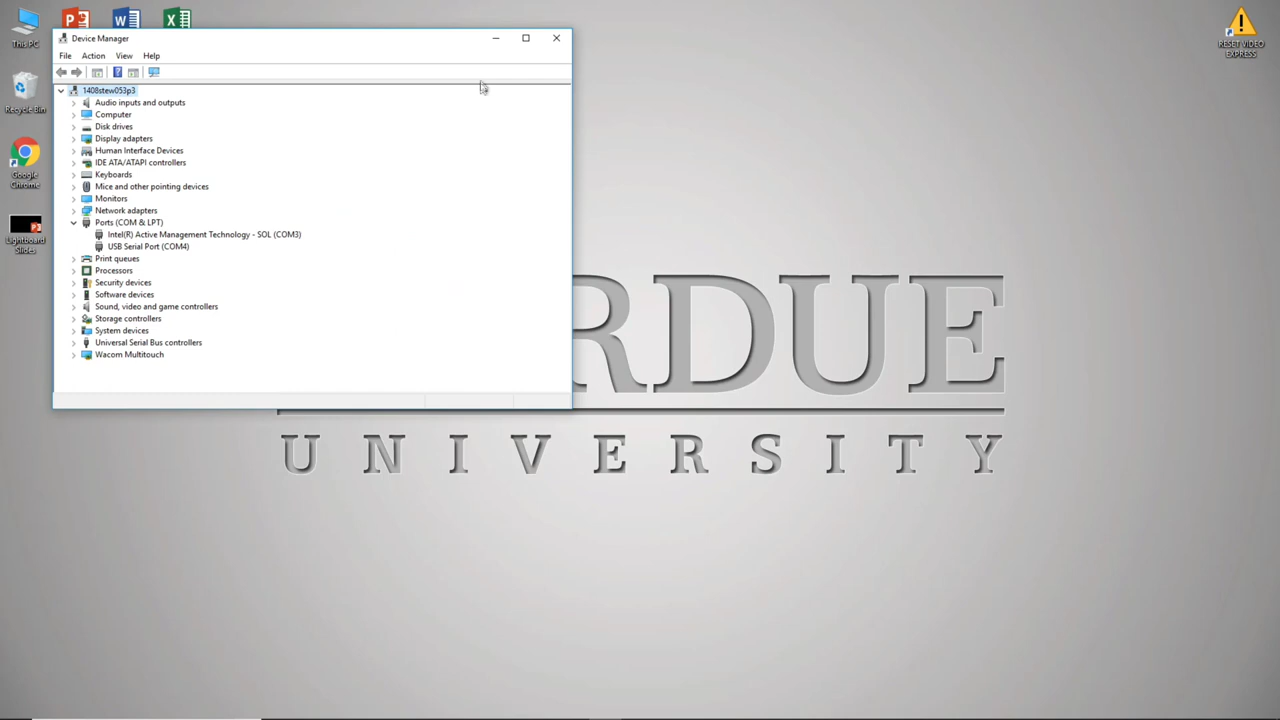 This PC
Recycle Bin
Google
Chrome
Lightboard
Slides
RESET VIDEO
EXPRESS
Device Manager
File Action View Help
1408stew053p3
Audio inputs and outputs
Computer
Disk drives
Display adapters
Human Interface Devices
IDE ATA/ATAPI controllers
Keyboards
Mice and other pointing devices
Monitors
Network adapters
Ports (COM & LPT)
Intel(R) Active Management Technology - SOL (COM3)
USB Serial Port (COM4)
Print queues
Processors
Security devices
Software devices
Sound, video and game controllers
Storage controllers
System devices
Universal Serial Bus controllers
Wacom Multitouch
RDUE
UNIVERSITY